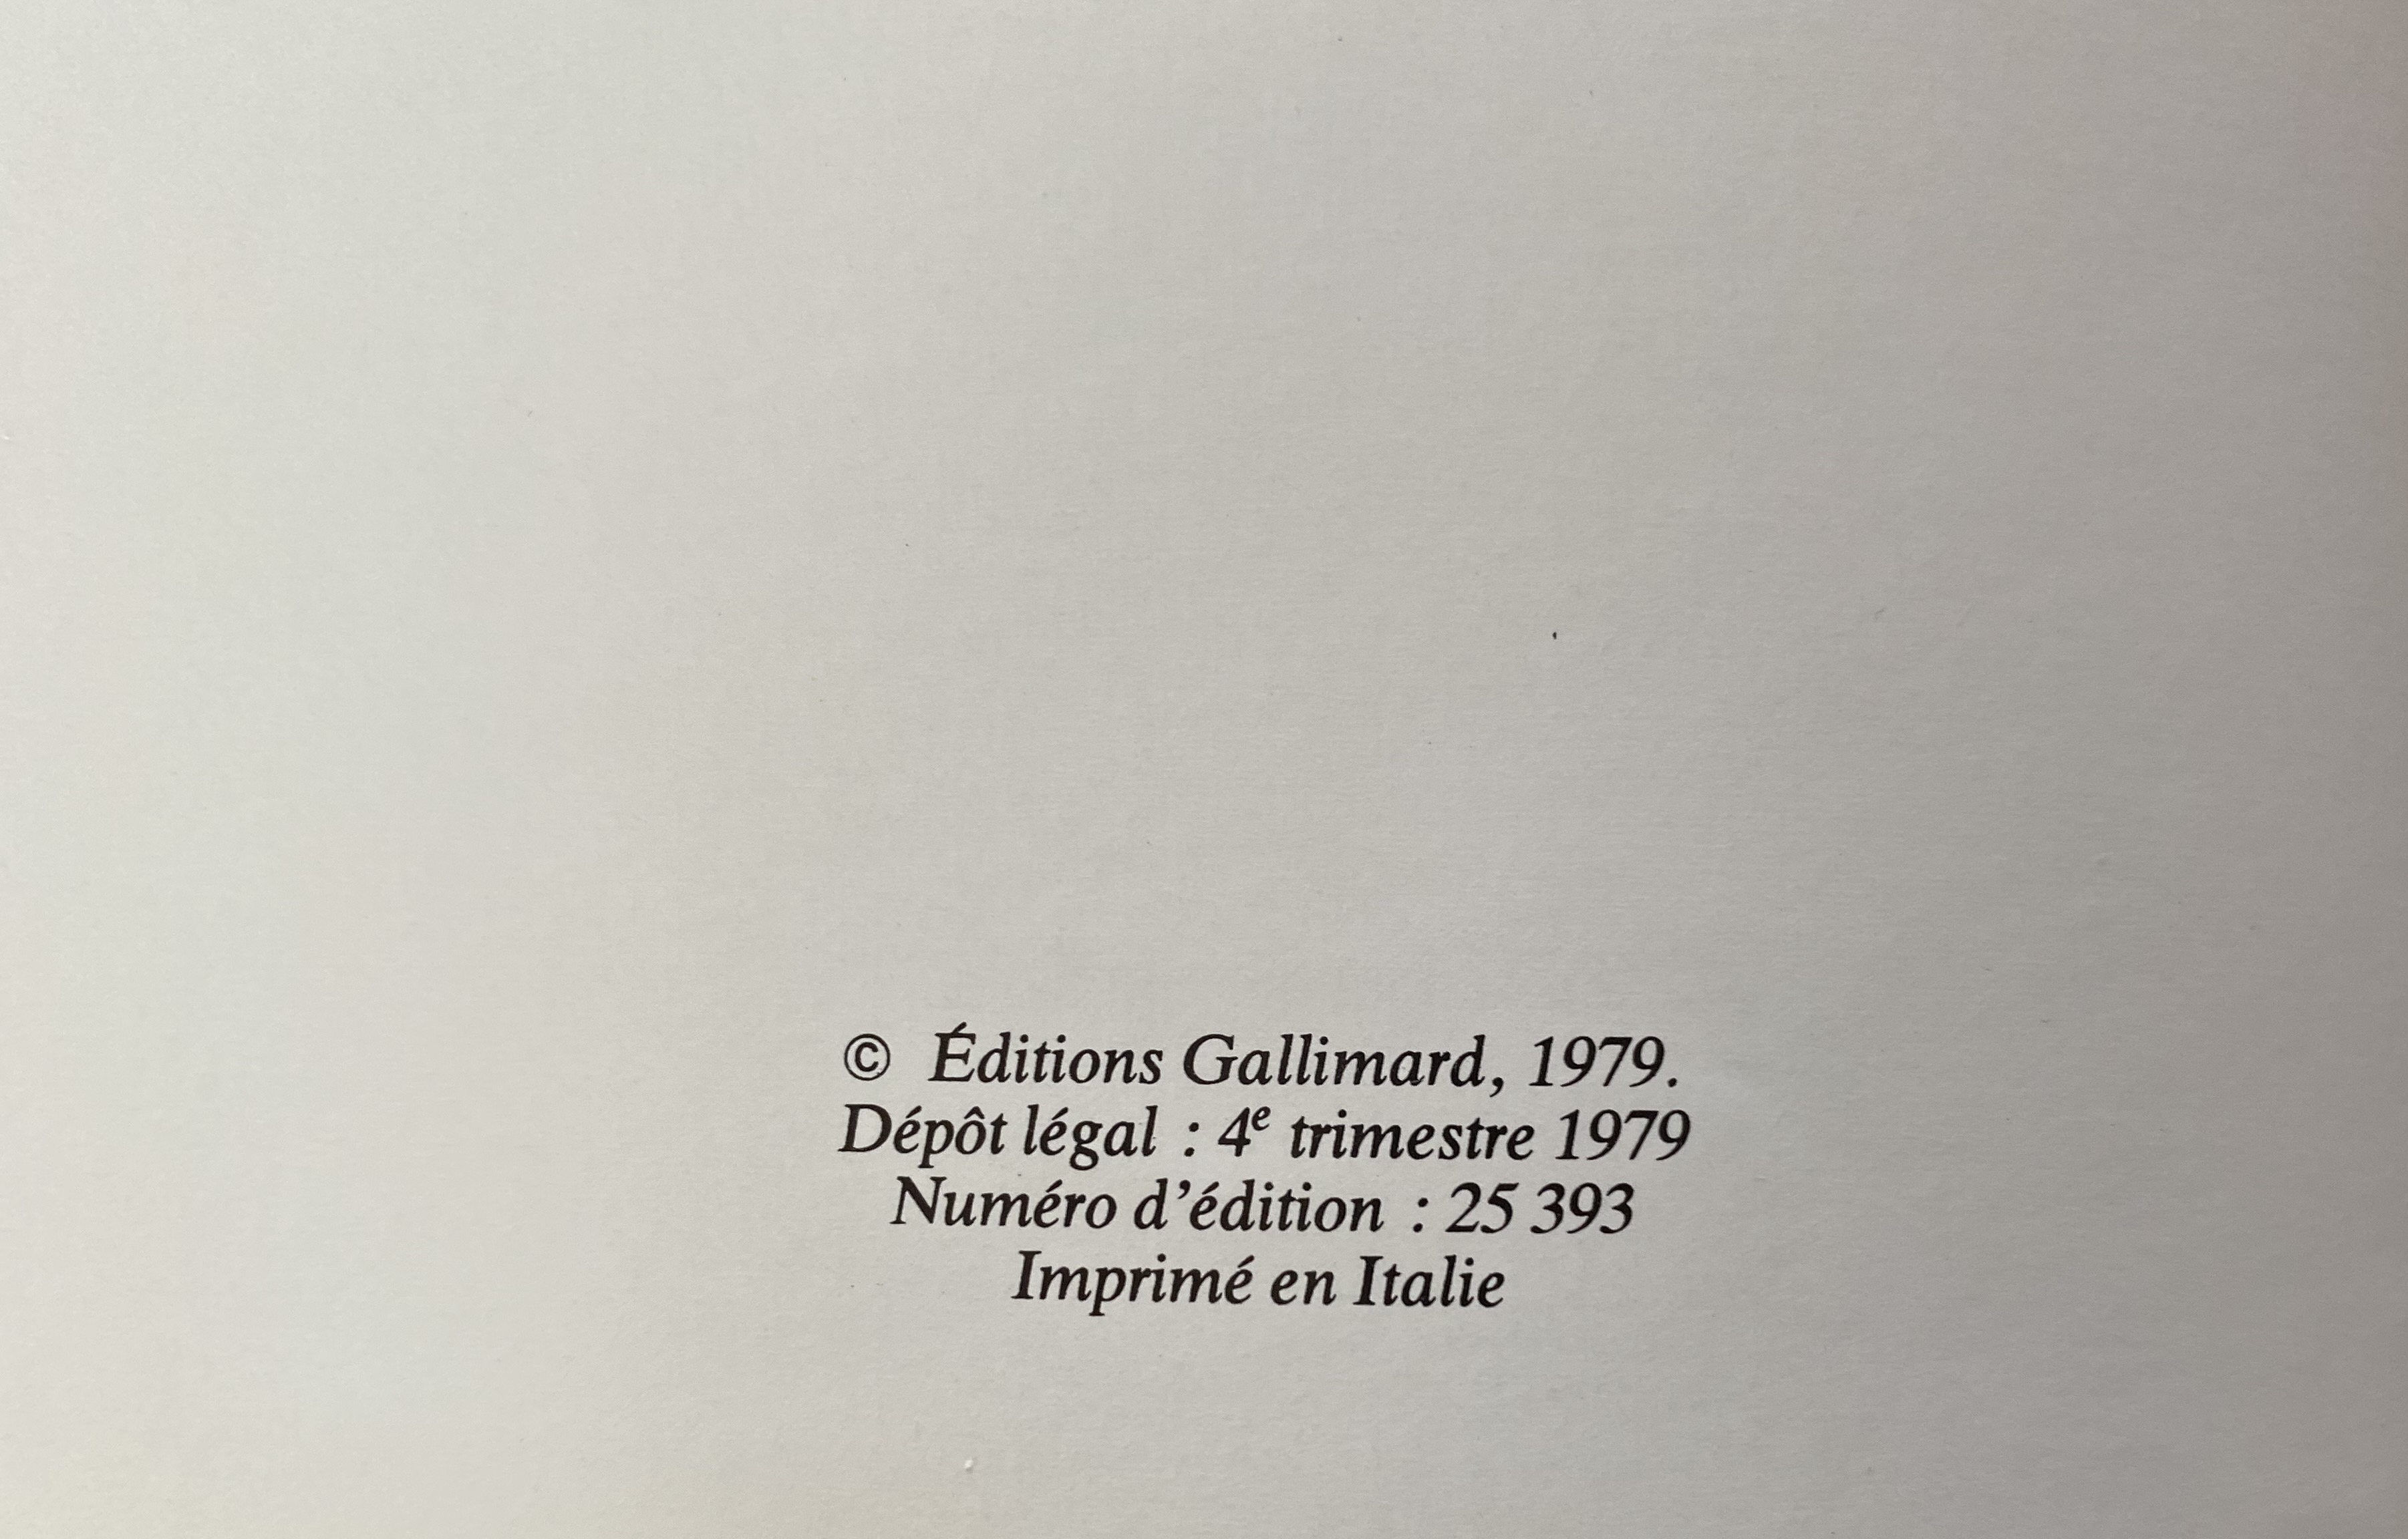 © Éditions Gallimard, 1979.
Dépôt légal : 4e trimestre 1979
Numéro d'édition : 25 393
Imprimé en Italie